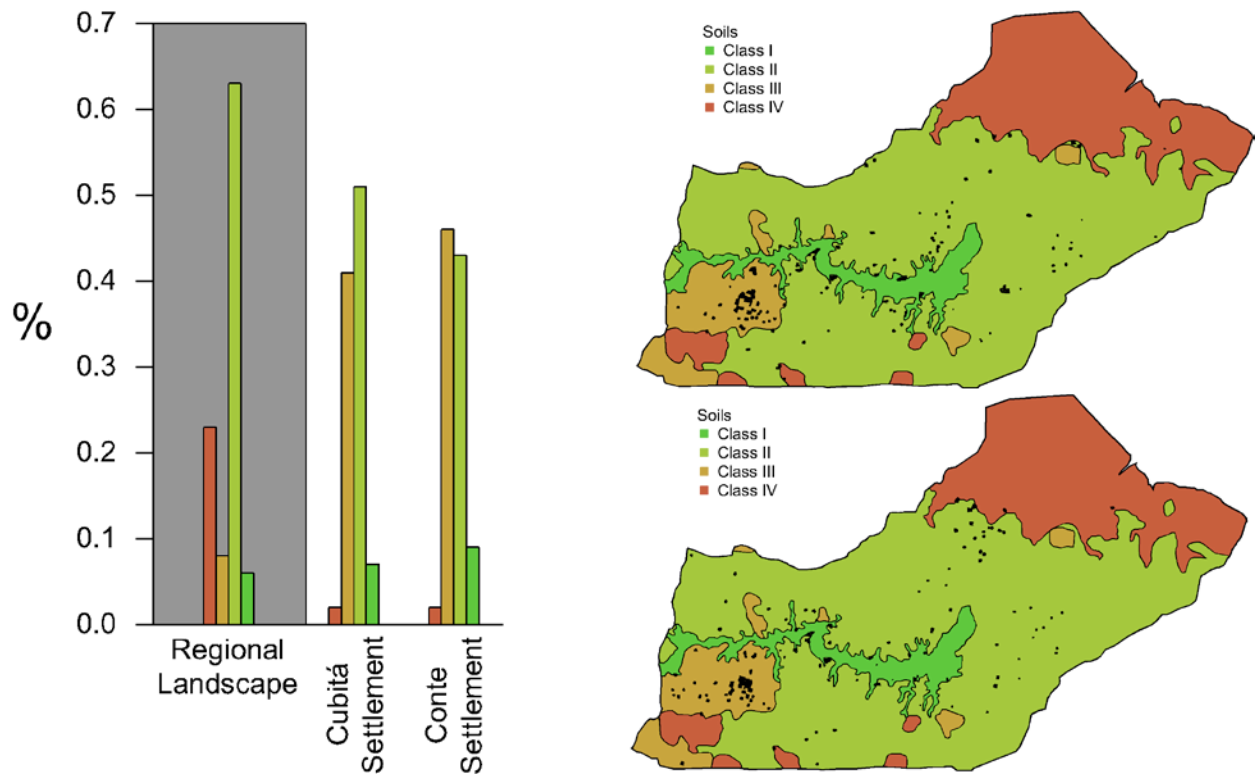 %
0.7
0.6
0.5
0.4
0.3
0.2
0.1
0.0
Regional
Landscape
Cubitá
Settlement
Conte
Settlement
Soils
Class I
Class II
Class III
Class IV
Soils
Class I
Class II
Class III
Class IV